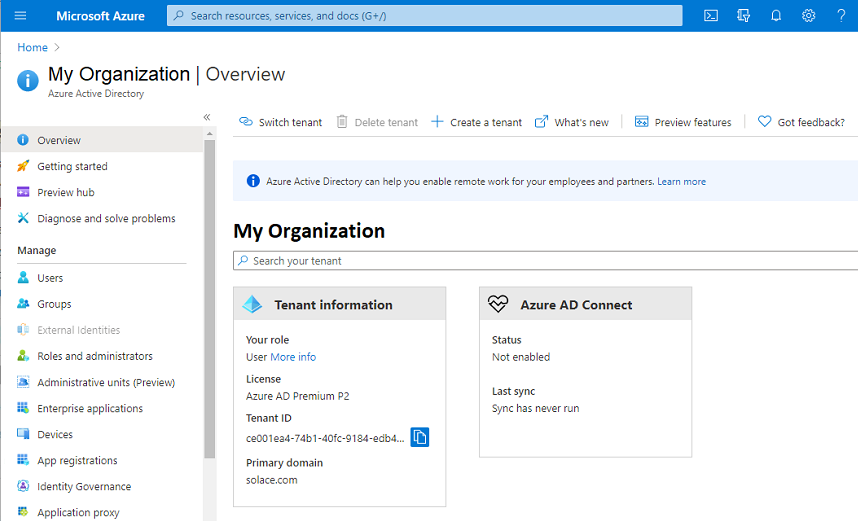 Microsoft Azure
Search resources, services, and docs (G+/)
?
Home >
My Organization | Overview
Azure Active Directory
«
Switch tenant
Delete tenant
Create a tenant
What's new
Preview features
Got feedback?
Overview
Getting started
Preview hub
Diagnose and solve problems
Manage
Users
Groups
External Identities
Roles and administrators
Administrative units (Preview)
Enterprise applications
Devices
App registrations
Identity Governance
Application proxy
Azure Active Directory can help you enable remote work for your employees and partners. Learn more
My Organization
Search your tenant
Tenant information
Your role
User More info
License
Azure AD Premium P2
Tenant ID
ce001ea4-74b1-40fc-9184-edb4...
Primary domain
solace.com
Azure AD Connect
Status
Not enabled
Last sync
Sync has never run